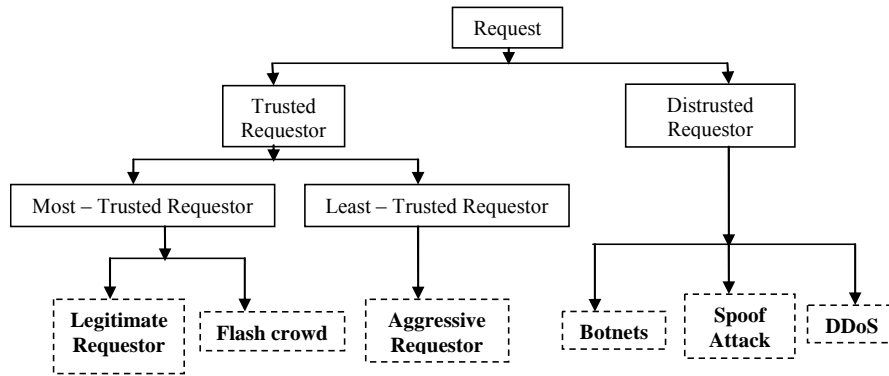 Request
Trusted
Requestor
Distrusted
Requestor
Most – Trusted Requestor
Least – Trusted Requestor
Legitimate
Requestor
Flash crowd
Aggressive
Requestor
Botnets
Spoof
Attack
DDoS